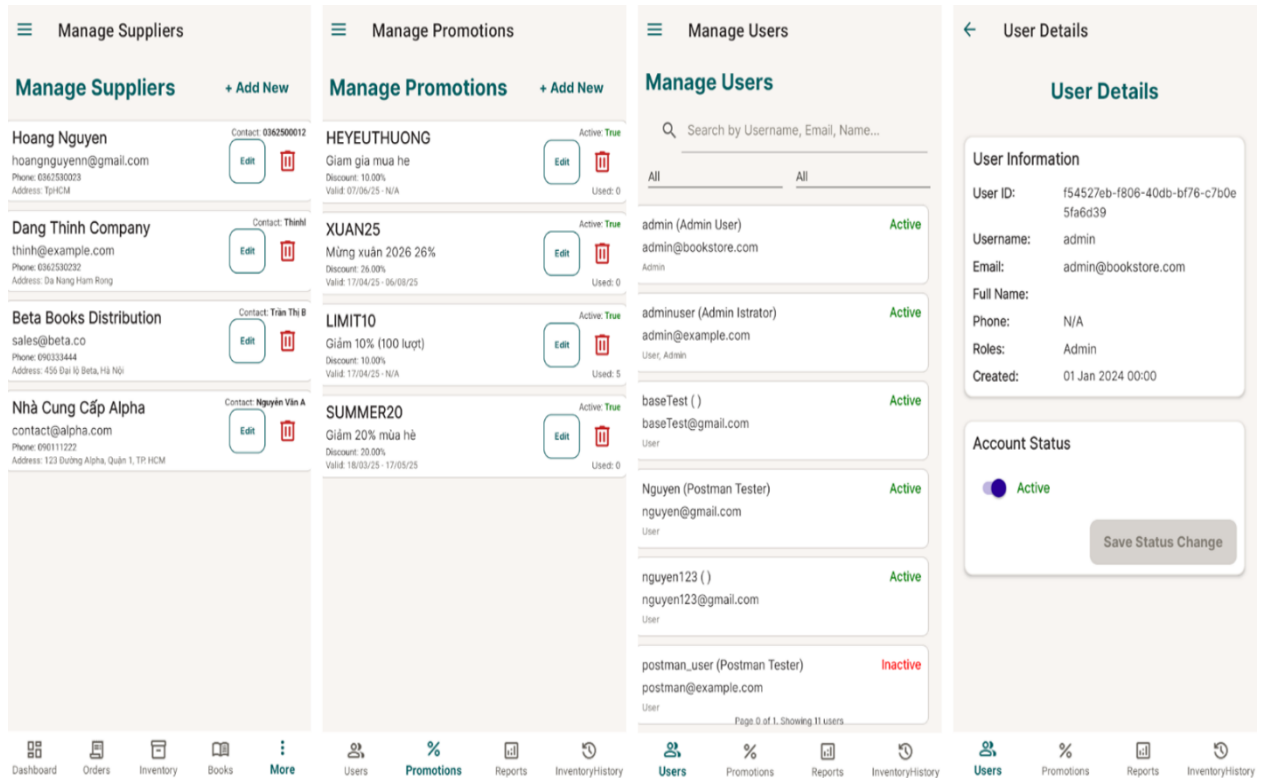 Manage Suppliers
Manage Suppliers
+ Add New
Hoang Nguyen
Contact: 0362500012
hoangnguyenn@gmail.com
Phone: 0362530023
Address: TpHCM
Edit
Dang Thinh Company
Contact: Thinhl
thinh@example.com
Phone: 0362530232
Address: Da Nang Ham Rong
Edit
Beta Books Distribution
Contact: Trần Thị B
sales@beta.co
Phone: 090333444
Address: 456 Đại lộ Beta, Hà Nội
Edit
Nhà Cung Cấp Alpha
Contact: Nguyễn Văn A
contact@alpha.com
Phone: 090111222
Address: 123 Đường Alpha, Quận 1, TP. HCM
Edit
Dashboard
Orders
Inventory
Books
More
Manage Promotions
Manage Promotions
+ Add New
HEYEUTHUONG
Active: True
Giam gia mua he
Discount: 10.00%
Valid: 07/06/25 - N/A
Edit
Used: 0
XUAN25
Active: True
Mừng xuân 2026 26%
Discount: 26.00%
Valid: 17/04/25 - 06/08/25
Edit
Used: 0
LIMIT10
Active: True
Giảm 10% (100 lượt)
Discount: 10.00%
Valid: 17/04/25 - N/A
Edit
Used: 5
SUMMER20
Active: True
Giảm 20% mùa hè
Discount: 20.00%
Valid: 18/03/25 - 17/05/25
Edit
Used: 0
Users
Promotions
Reports
InventoryHistory
Manage Users
Manage Users
Search by Username, Email, Name...
All
All
admin (Admin User)
Active
admin@bookstore.com
Admin
adminuser (Admin Istrator)
Active
admin@example.com
User, Admin
baseTest ( )
Active
baseTest@gmail.com
User
Nguyen (Postman Tester)
Active
nguyen@gmail.com
User
nguyen123 ( )
Active
nguyen123@gmail.com
User
postman_user (Postman Tester)
Inactive
postman@example.com
User
Page 0 of 1. Showing 11 users
Users
Promotions
Reports
InventoryHistory
User Details
User Details
User Information
User ID: f54527eb-f806-40db-bf76-c7b0e
5fa6d39
Username: admin
Email: admin@bookstore.com
Full Name:
Phone: N/A
Roles: Admin
Created: 01 Jan 2024 00:00
Account Status
Active
Save Status Change
Users
Promotions
Reports
InventoryHistory